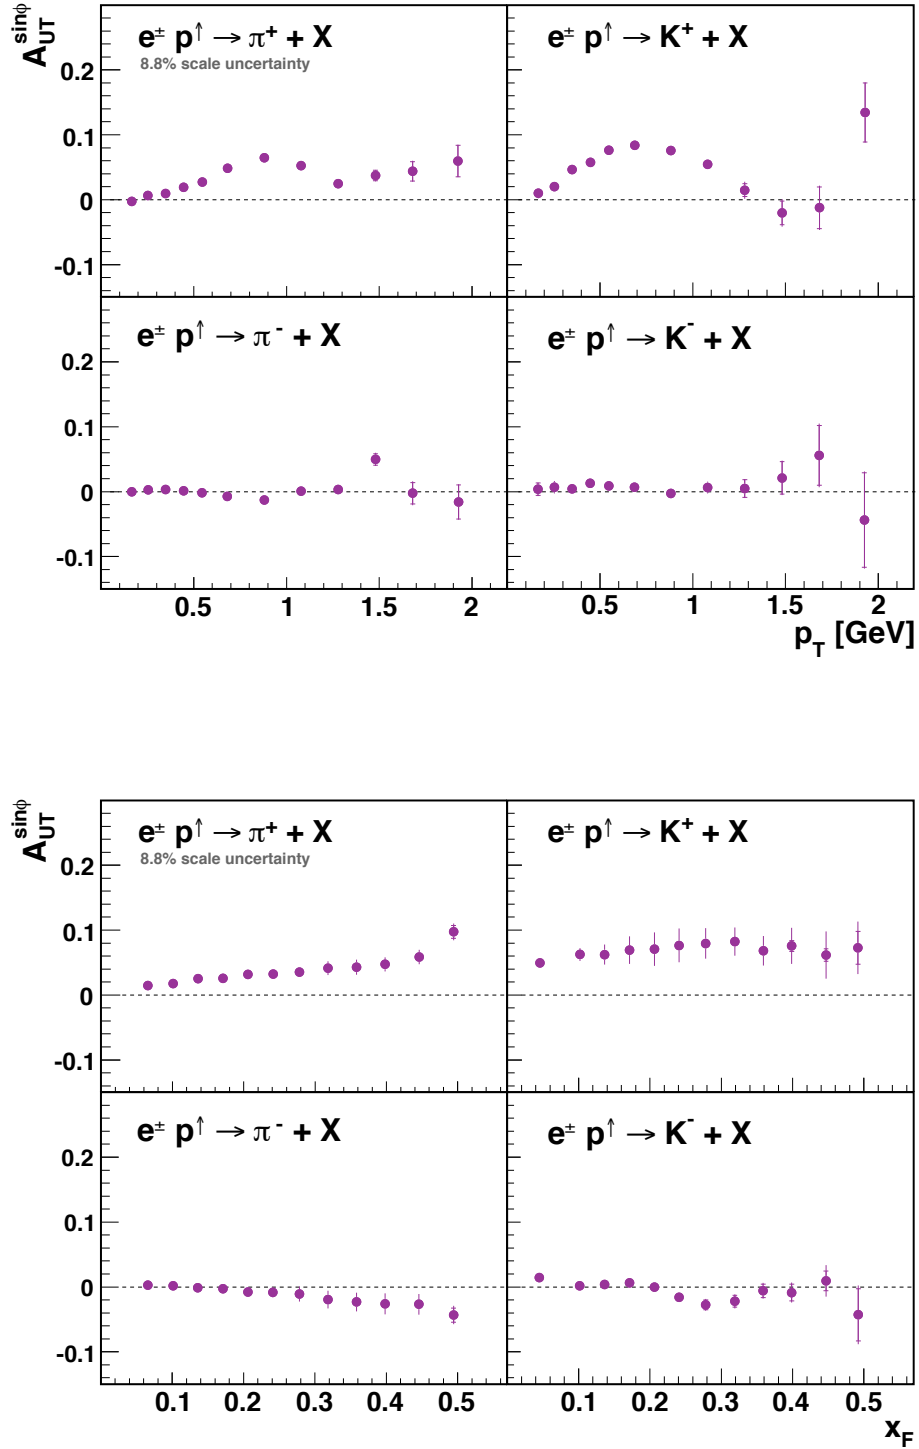 A_UT^sinϕ
e± p↑ → π+ + X
8.8% scale uncertainty
e± p↑ → K+ + X
0.2
0.1
0
-0.1
e± p↑ → π- + X
e± p↑ → K- + X
0.2
0.1
0
-0.1
0.5 1 1.5 2 0.5 1 1.5 2
p_T [GeV]
A_UT^sinϕ
e± p↑ → π+ + X
8.8% scale uncertainty
e± p↑ → K+ + X
0.2
0.1
0
-0.1
e± p↑ → π- + X
e± p↑ → K- + X
0.2
0.1
0
-0.1
0.1 0.2 0.3 0.4 0.5 0.1 0.2 0.3 0.4 0.5
x_F